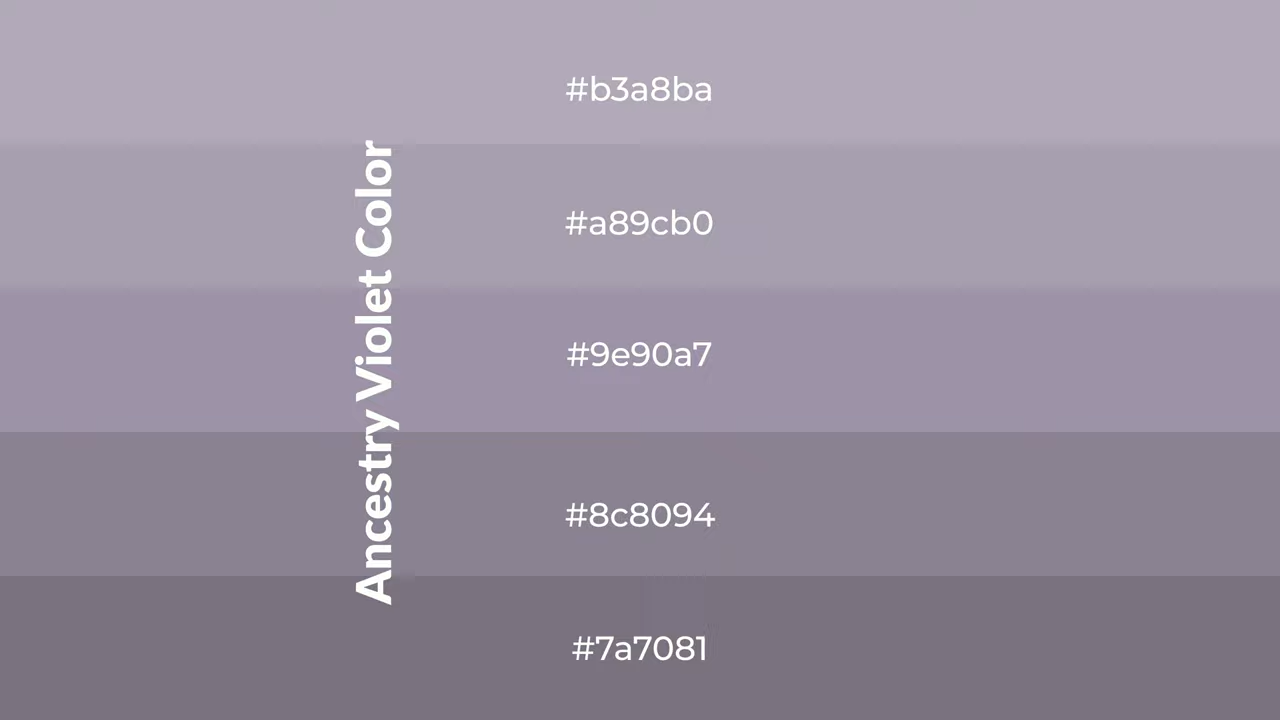 Ancestry Violet Color
#b3a8ba
#a89cb0
#9e90a7
#8c8094
#7a7081